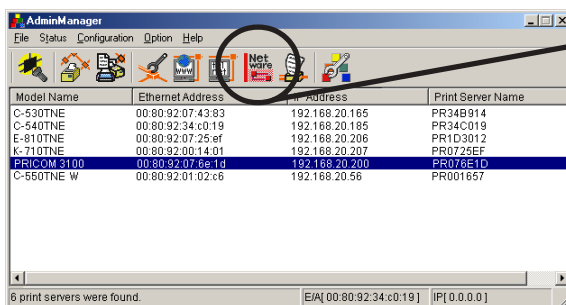 AdminManager
File Status Configuration Option Help
WWW
Net
ware
Model Name Ethernet Address IP Address Print Server Name
C-530TNE 00:80:92:07:43:83 192.168.20.165 PR34B914
C-540TNE 00:80:92:34:c0:19 192.168.20.185 PR34C019
E-810TNE 00:80:92:07:25:ef 192.168.20.206 PR1D3012
K-710TNE 00:80:92:00:14:01 192.168.20.207 PR0725EF
PRICOM 3100 00:80:92:07:6e:1d 192.168.20.200 PR076E1D
C-550TNE W 00:80:92:01:02:c6 192.168.20.56 PR001657
6 print servers were found. E/A[ 00:80:92:34:c0:19 ] IP[ 0.0.0.0 ]